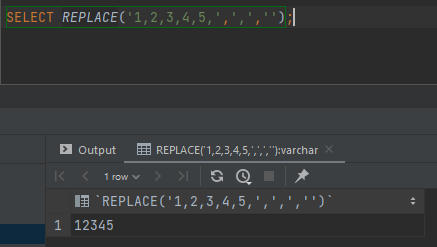 SELECT REPLACE('1,2,3,4,5,',',','');
Output
REPLACE('1,2,3,4,5,',',',''):varchar
1 row
`REPLACE('1,2,3,4,5,',',','')`
1 12345